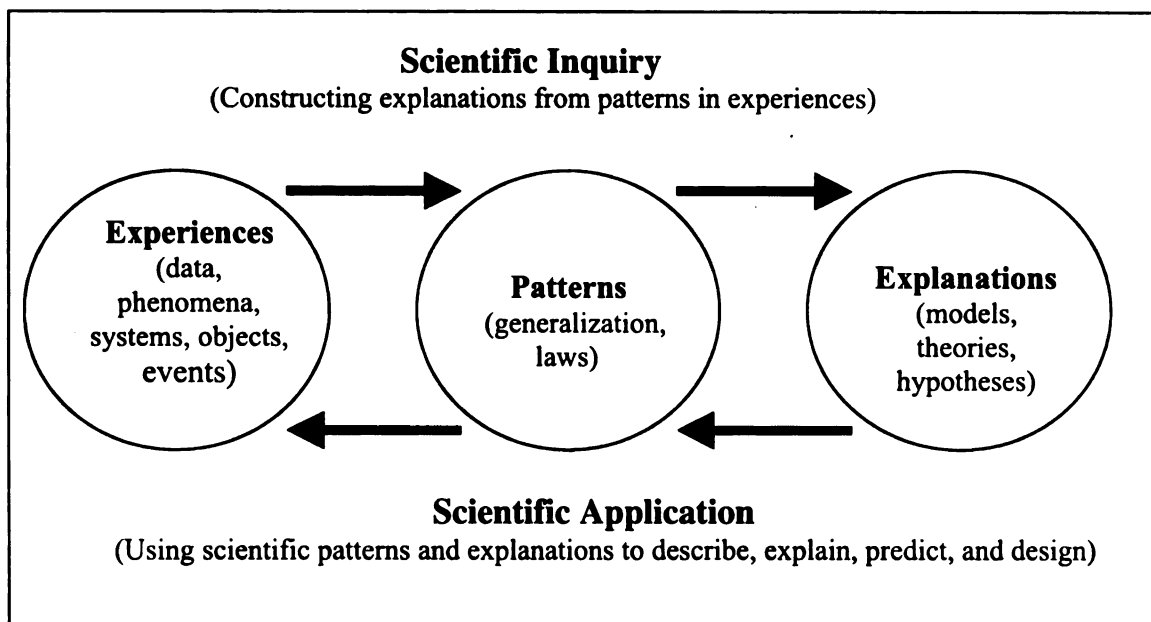 Scientific Inquiry
(Constructing explanations from patterns in experiences)
Experiences
(data,
phenomena,
systems, objects,
events)
Patterns
(generalization,
laws)
Explanations
(models,
theories,
hypotheses)
Scientific Application
(Using scientific patterns and explanations to describe, explain, predict, and design)